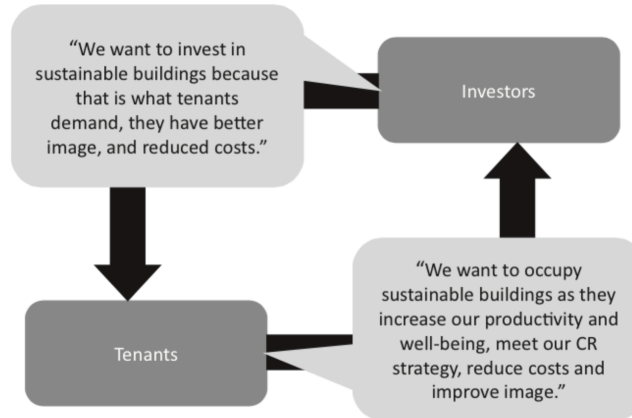 “We want to invest in
sustainable buildings because
that is what tenants
demand, they have better
image, and reduced costs.”
Investors
“We want to occupy
sustainable buildings as they
increase our productivity and
well-being, meet our CR
strategy, reduce costs and
improve image.”
Tenants